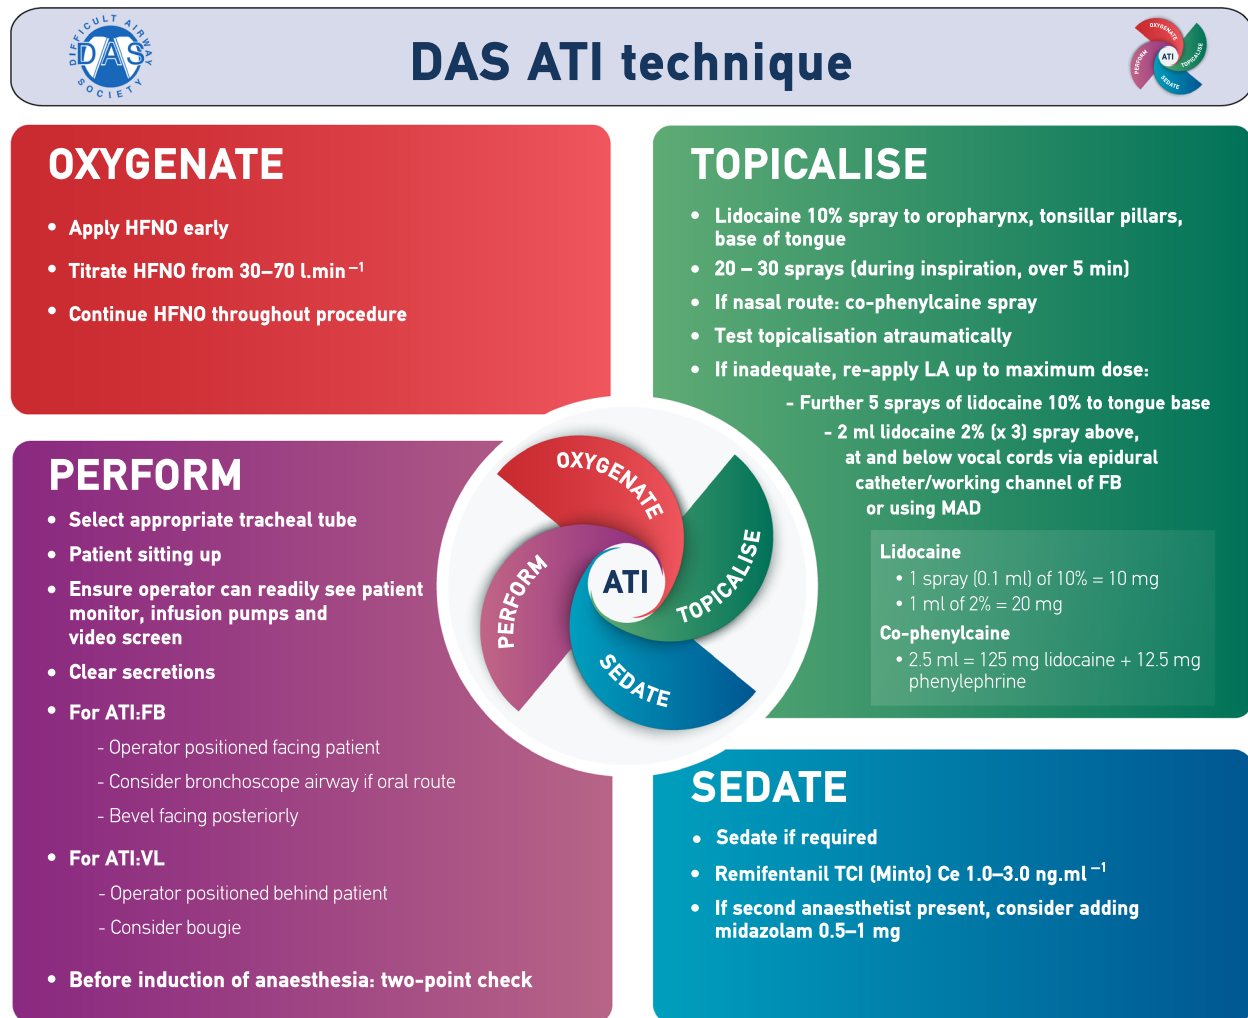 DIFFICULT AIRWAY
DAS
SOCIETY
DAS ATI technique
OXYGENATE
TOPICALISE
SEDATE
PERFORM
ATI
OXYGENATE
• Apply HFNO early
• Titrate HFNO from 30–70 l.min⁻¹
• Continue HFNO throughout procedure
TOPICALISE
• Lidocaine 10% spray to oropharynx, tonsillar pillars,
base of tongue
• 20 – 30 sprays (during inspiration, over 5 min)
• If nasal route: co-phenylcaine spray
• Test topicalisation atraumatically
• If inadequate, re-apply LA up to maximum dose:
- Further 5 sprays of lidocaine 10% to tongue base
- 2 ml lidocaine 2% (x 3) spray above,
at and below vocal cords via epidural
catheter/working channel of FB
or using MAD
Lidocaine
• 1 spray (0.1 ml) of 10% = 10 mg
• 1 ml of 2% = 20 mg
Co-phenylcaine
• 2.5 ml = 125 mg lidocaine + 12.5 mg
phenylephrine
PERFORM
• Select appropriate tracheal tube
• Patient sitting up
• Ensure operator can readily see patient
monitor, infusion pumps and
video screen
• Clear secretions
• For ATI:FB
- Operator positioned facing patient
- Consider bronchoscope airway if oral route
- Bevel facing posteriorly
• For ATI:VL
- Operator positioned behind patient
- Consider bougie
• Before induction of anaesthesia: two-point check
OXYGENATE
TOPICALISE
SEDATE
PERFORM
ATI
SEDATE
• Sedate if required
• Remifentanil TCI (Minto) Ce 1.0–3.0 ng.ml⁻¹
• If second anaesthetist present, consider adding
midazolam 0.5–1 mg